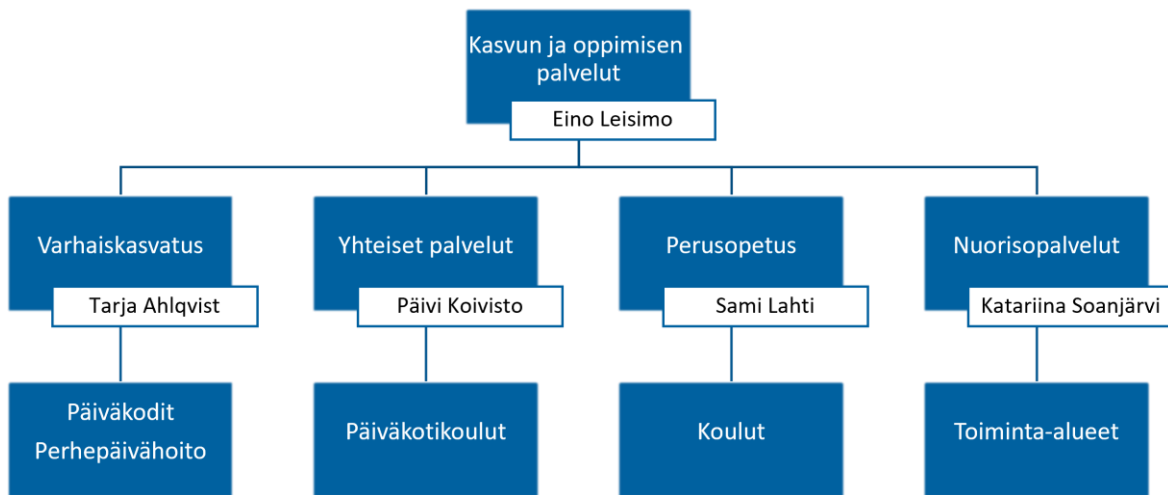 Kasvun ja oppimisen
palvelut
Eino Leisimo
Varhaiskasvatus
Tarja Ahlqvist
Yhteiset palvelut
Päivi Koivisto
Perusopetus
Sami Lahti
Nuorisopalvelut
Katariina Soanjärvi
Päiväkodit
Perhepäivähoito
Päiväkotikoulut
Koulut
Toiminta-alueet